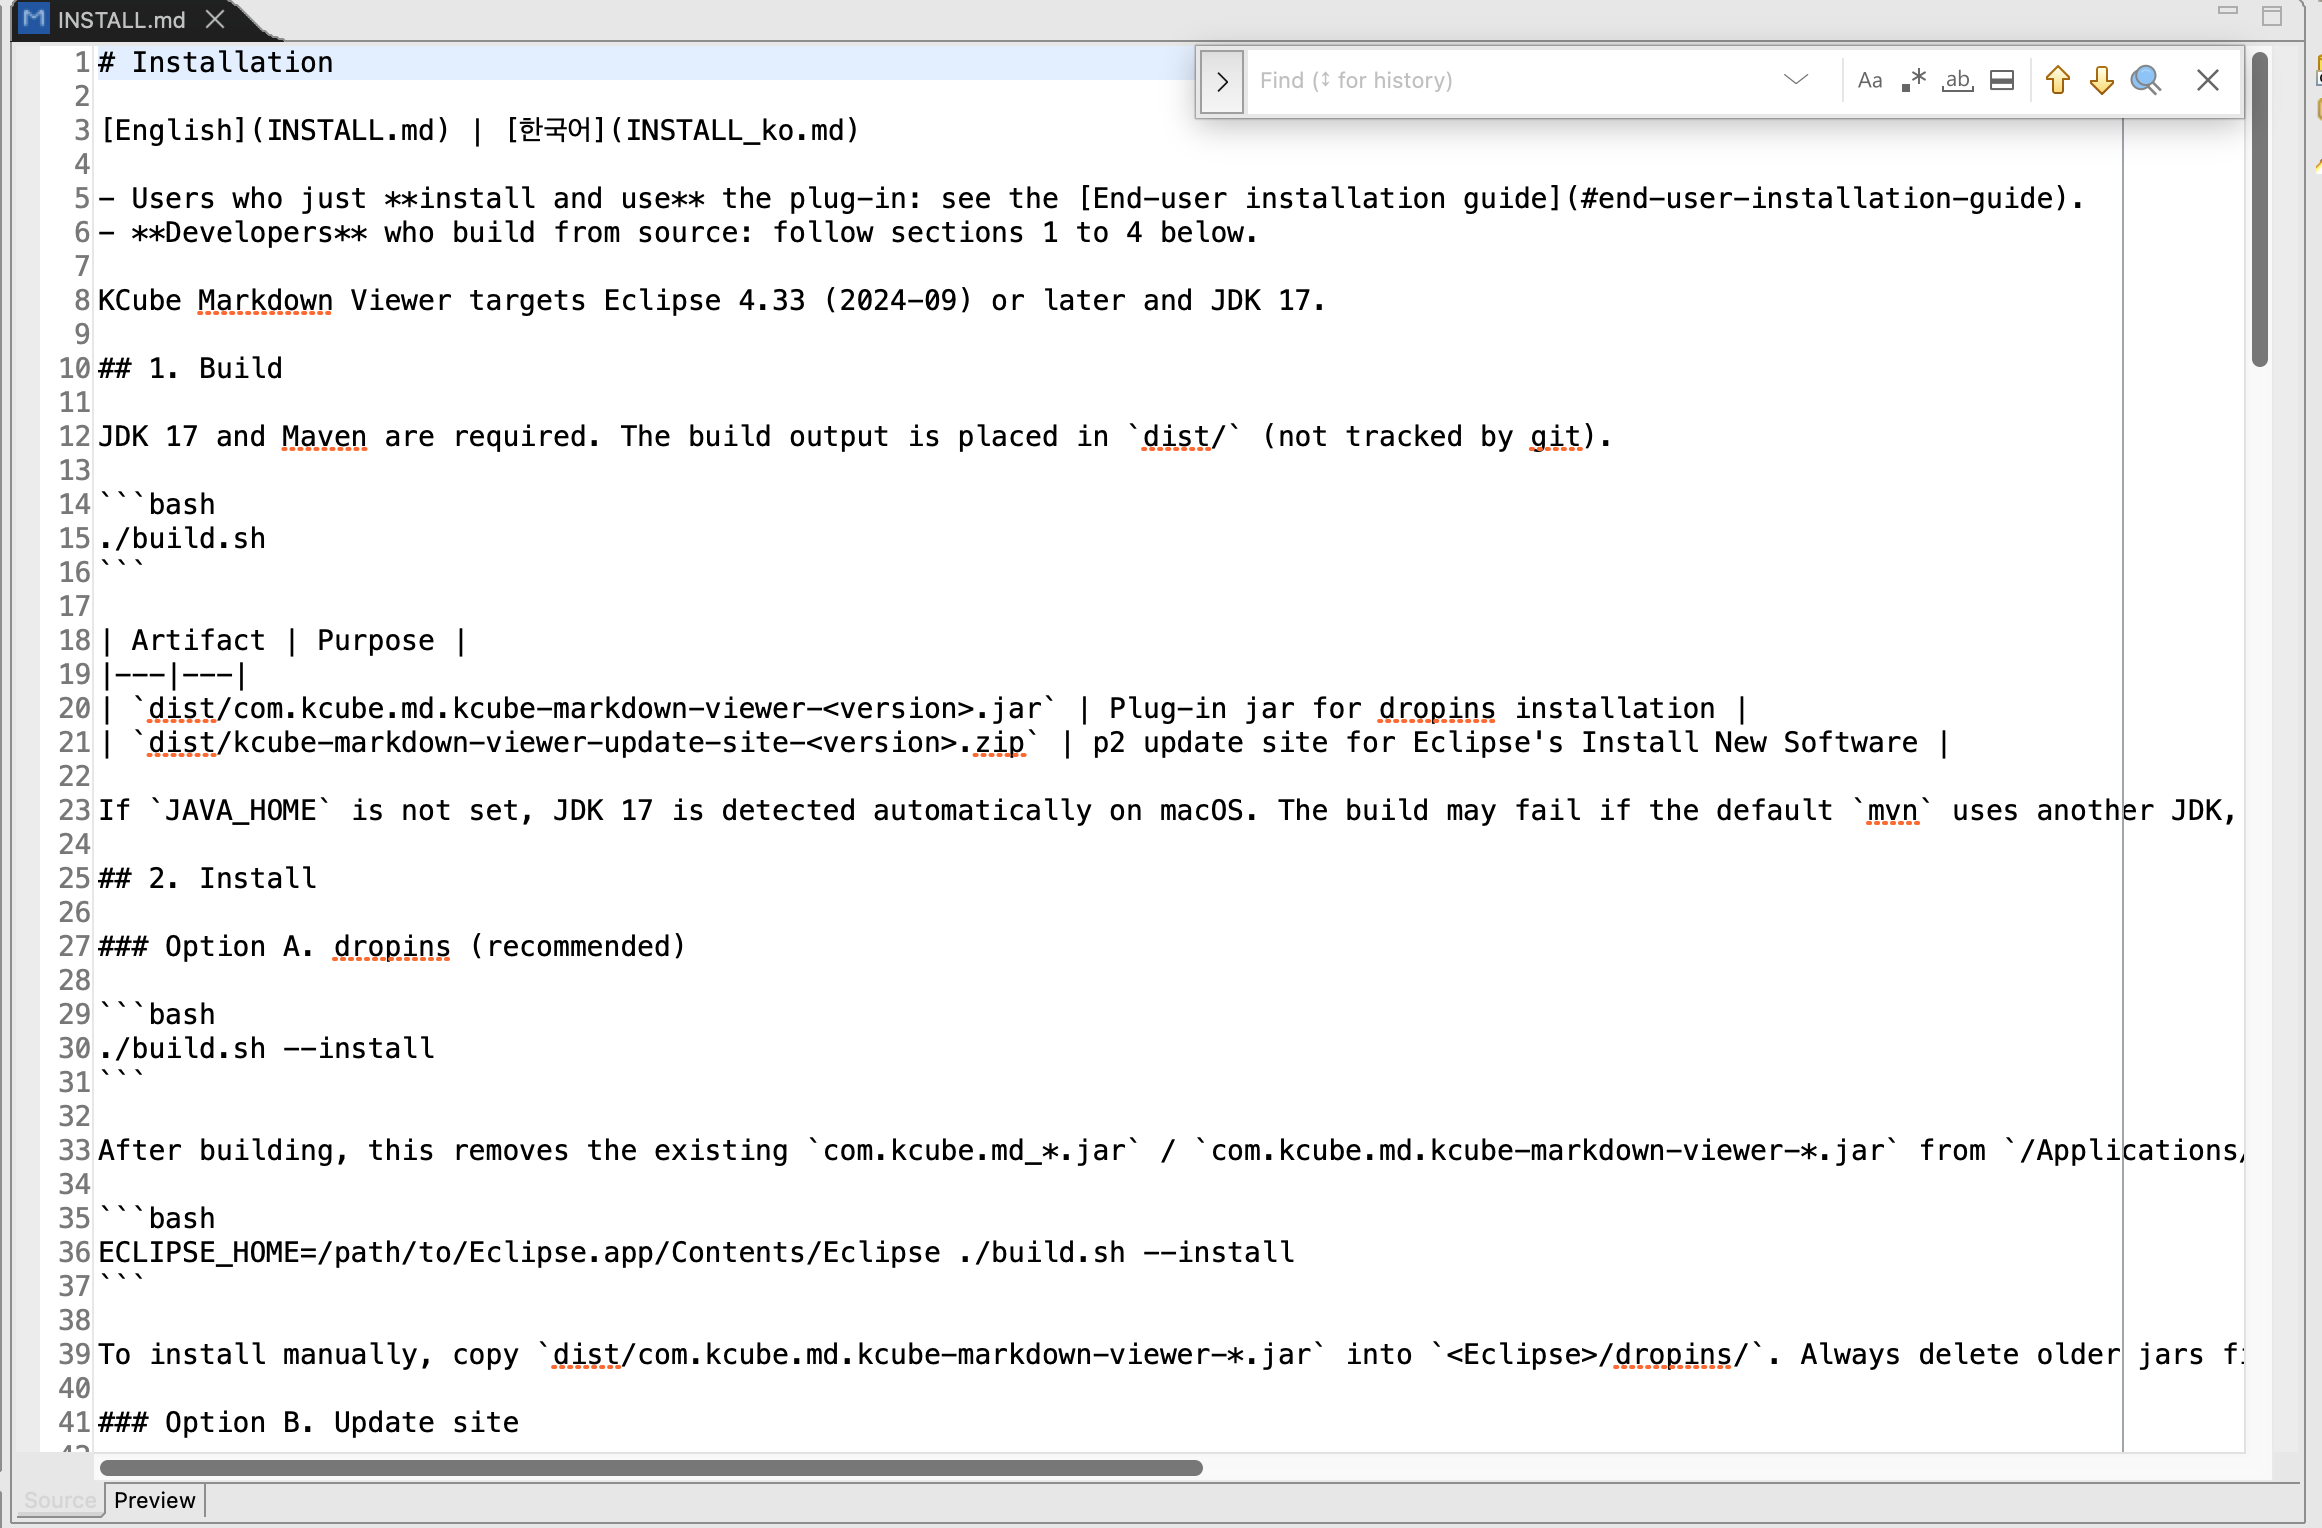 INSTALL.md
Find (↕ for history)
Aa .* ab
1 # Installation
2
3 [English](INSTALL.md) | [한국어](INSTALL_ko.md)
4
5 - Users who just **install and use** the plug-in: see the [End-user installation guide](#end-user-installation-guide).
6 - **Developers** who build from source: follow sections 1 to 4 below.
7
8 KCube Markdown Viewer targets Eclipse 4.33 (2024-09) or later and JDK 17.
9
10 ## 1. Build
11
12 JDK 17 and Maven are required. The build output is placed in `dist/` (not tracked by git).
13
14 ```bash
15 ./build.sh
16 ```
17
18 | Artifact | Purpose |
19 |---|---|
20 | `dist/com.kcube.md.kcube-markdown-viewer-<version>.jar` | Plug-in jar for dropins installation |
21 | `dist/kcube-markdown-viewer-update-site-<version>.zip` | p2 update site for Eclipse's Install New Software |
22
23 If `JAVA_HOME` is not set, JDK 17 is detected automatically on macOS. The build may fail if the default `mvn` uses another JDK,
24
25 ## 2. Install
26
27 ### Option A. dropins (recommended)
28
29 ```bash
30 ./build.sh --install
31 ```
32
33 After building, this removes the existing `com.kcube.md_*.jar` / `com.kcube.md.kcube-markdown-viewer-*.jar` from `/Applications/
34
35 ```bash
36 ECLIPSE_HOME=/path/to/Eclipse.app/Contents/Eclipse ./build.sh --install
37 ```
38
39 To install manually, copy `dist/com.kcube.md.kcube-markdown-viewer-*.jar` into `<Eclipse>/dropins/`. Always delete older jars
40
41 ### Option B. Update site
Source Preview